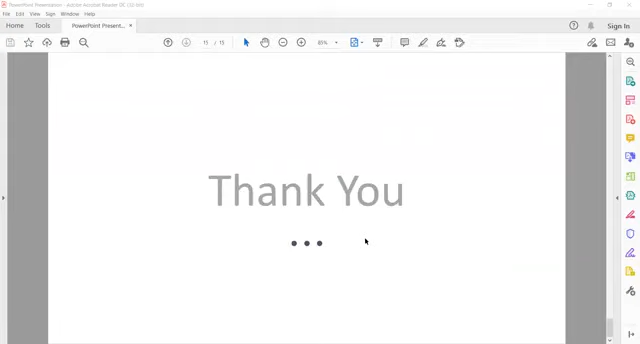 PowerPoint Presentation - Adobe Acrobat Reader DC (32-bit)
File Edit View Sign Window Help
Home Tools PowerPoint Present... × Sign In
15 / 15 85%
Thank You